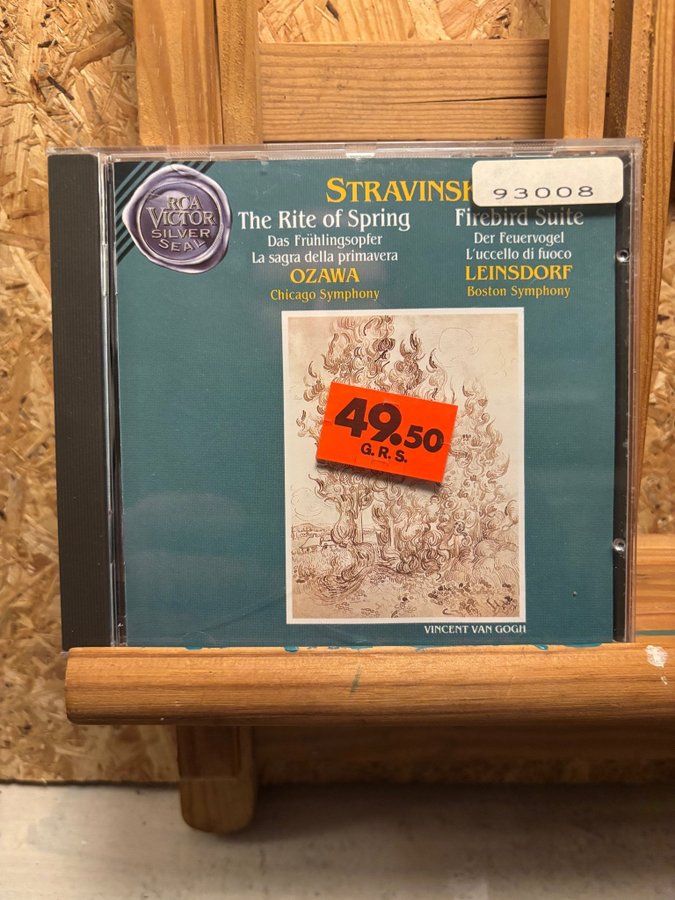 RCA
VICTOR
SILVER
SEAL
STRAVINSK
93008
The Rite of Spring
Das Frühlingsopfer
La sagra della primavera
OZAWA
Chicago Symphony
Firebird Suite
Der Feuervogel
L'uccello di fuoco
LEINSDORF
Boston Symphony
49.50
G. R. S.
VINCENT VAN GOGH